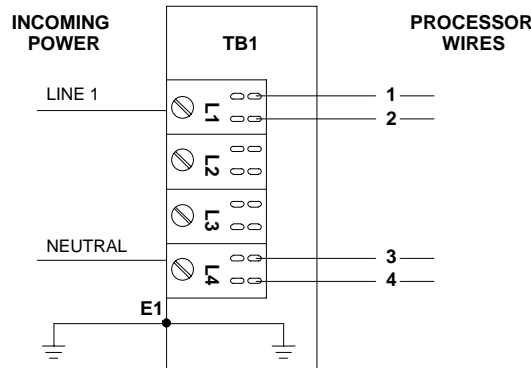 INCOMING
POWER
TB1
PROCESSOR
WIRES
LINE 1
L1
1
2
L2
L3
NEUTRAL
L4
3
4
E1